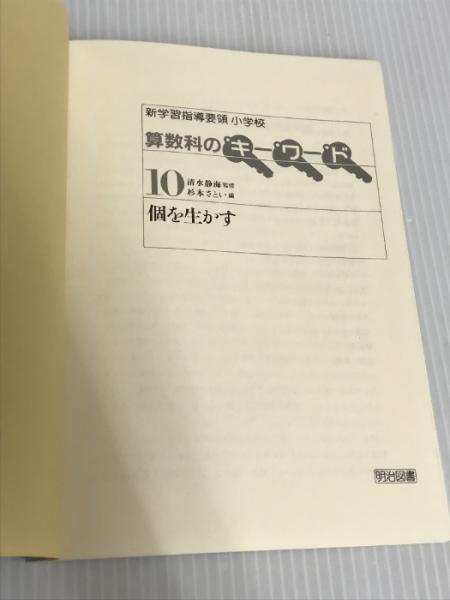 新学習指導要領 小学校
算数科のキーワード
10 清水静海 監修
杉本さとい 編
個を生かす
明治図書